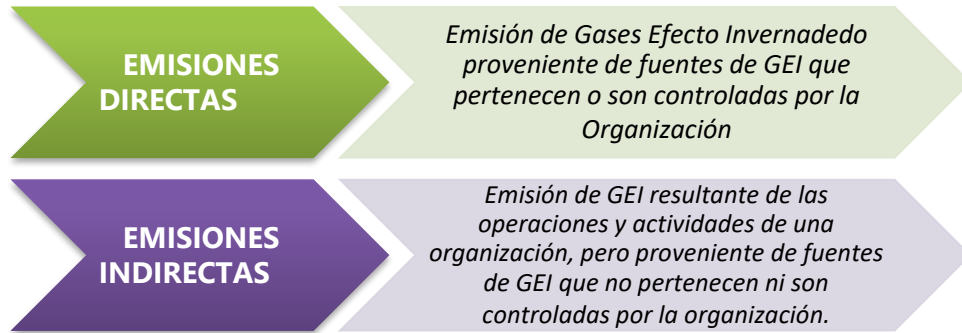 EMISIONES
DIRECTAS
Emisión de Gases Efecto Invernadedo
proveniente de fuentes de GEI que
pertenecen o son controladas por la
Organización
EMISIONES
INDIRECTAS
Emisión de GEI resultante de las
operaciones y actividades de una
organización, pero proveniente de fuentes
de GEI que no pertenecen ni son
controladas por la organización.